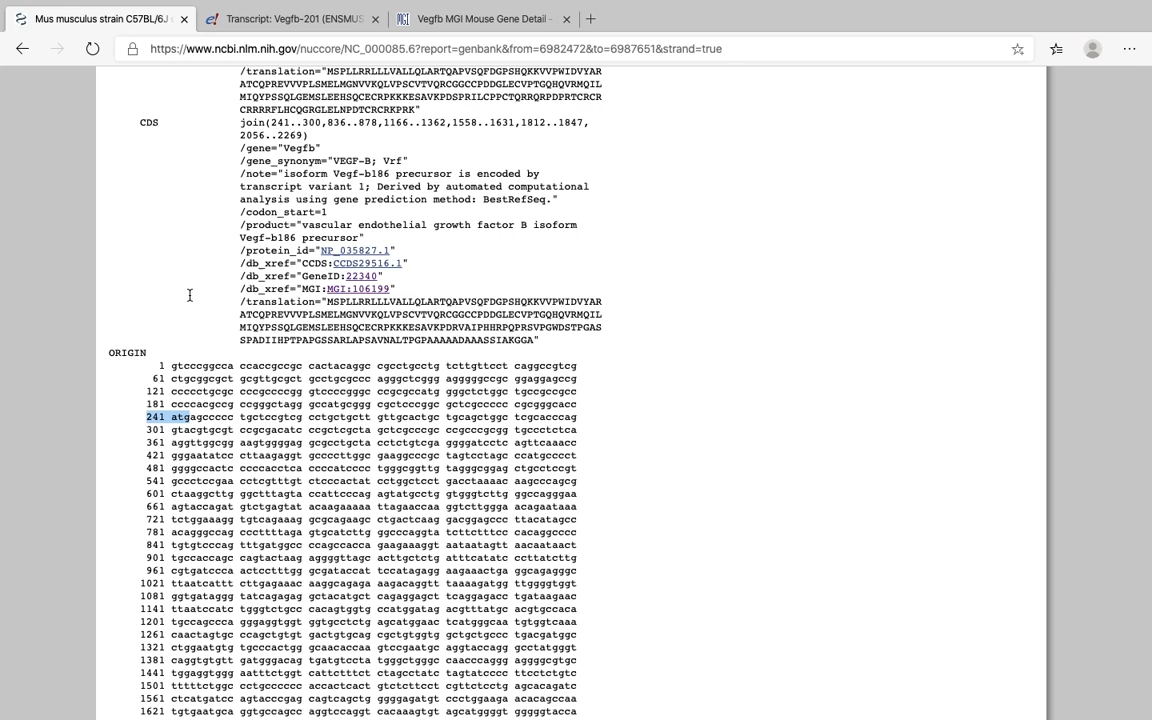 Mus musculus strain C57BL/6J
Transcript: Vegfb-201 (ENSMUS
Vegfb MGI Mouse Gene Detail -
https://www.ncbi.nlm.nih.gov/nuccore/NC_000085.6?report=genbank&from=6982472&to=6987651&strand=true
/translation="MSPLLRRLLLVALLQLARTQAPVSQFDGPSHQKKVVPWIDVYAR
ATCQPREVVVPLSMELMGNVVKQLVPSCVTVQRCGGCCPDDGLECVPTGQHQVRMQIL
MIQYPSSQLGEMSLEEHSQCECRPKKKESAVKPDSPRILCPPCTQRRQRPDPRTCRCR
CRRRRFLHCQGRGLELNPDTCRCRKPRK"
CDS join(241..300,836..878,1166..1362,1558..1631,1812..1847,
2056..2269)
/gene="Vegfb"
/gene_synonym="VEGF-B; Vrf"
/note="isoform Vegf-b186 precursor is encoded by
transcript variant 1; Derived by automated computational
analysis using gene prediction method: BestRefSeq."
/codon_start=1
/product="vascular endothelial growth factor B isoform
Vegf-b186 precursor"
/protein_id="NP_035827.1"
/db_xref="CCDS:CCDS29516.1"
/db_xref="GeneID:22340"
/db_xref="MGI:MGI:106199"
/translation="MSPLLRRLLLVALLQLARTQAPVSQFDGPSHQKKVVPWIDVYAR
ATCQPREVVVPLSMELMGNVVKQLVPSCVTVQRCGGCCPDDGLECVPTGQHQVRMQIL
MIQYPSSQLGEMSLEEHSQCECRPKKKESAVKPDRVAIPHHRPQPRSVPGWDSTPGAS
SPADIIHPTPAPGSSARLAPSAVNALTPGPAAAAADAAASSIAKGGA"
ORIGIN
1 gtcccggcca ccaccgccgc cactacaggc cgcctgcctg tcttgttcct caggccgtcg
61 ctgcggcgct gcgttgcgct gcctgcgccc agggctcggg agggggccgc ggaggagccg
121 cccccctgcgc cccgcccccg gtccccgggc ccgcgccatg gggctctggc tgccgccgcc
181 ccccacgccg ccgggctagg gccatgcggg gcgctccggc gctcgccccc cgcgggcacc
241 atgagccccc tgctccgtcg cctgctgctt gttgcactgc tgcagctggc tcgcacccag
301 gtacgtgcgt ccgcgacatc ccgctcgcta gctcgcccgc ccgcccgcgg tgccctctca
361 aggttggcgg aagtggggag gcgcctgcta cctctgtcga ggggatcctc agttcaaacc
421 gggaatatcc cttaagaggt gcccccttggc gaaggcccgc tagtcctagc ccatgcccct
481 ggggccactc ccccacctca ccccatcccc tgggcggttg tagggcggag ctgcctccgt
541 gccctccgaa cctcgtttgt ctcccactat cctggctcct gacctaaaac aagcccagcg
601 ctaaggcttg ggctttagta ccattcccag agtatgcctg gtgggtcttg ggccagggaa
661 agtaccagat gtctgagtat acaagaaaaa ttagaccaag ggtcttggga acagaataaa
721 tctggaaagg tgtcagaaag gcgcagaagc ctgactcaag gacggagccc ttacatagcc
781 acagggccag cccttttaga agtgcatcttg ggcccaggta tcttctttcc cacaggcccc
841 tgtgtcccag tttgatggcc ccagccacca gaagaaaggt aataatagtt aacaataact
901 tgccaccagc cagtactaag aggggttagc acttgctctg atttcatatc ccttatcttg
961 cgtgatccca actcctttgg gcgataccat tccatagagg aagaaactga ggcagagggc
1021 ttaatcattt cttgagaaac aaggcagaga aagacaggtt taaaagatgg ttggggtggt
1081 ggtgataggg tatcagagag gctacatgct cagaggagct tcaggagacc tgataagaac
1141 ttaatccatc tgggtctgcc cacagtggtg ccatggatag acgtttatgc acgtgccaca
1201 tgccagccca gggaggtggt ggtgcctctg agcatggaac tcatgggcaa tgtggtcaaa
1261 caactagtgc ccagctgtgt gactgtgcag cgctgtggtg gctgctgccc tgacgatggc
1321 ctggaatgtg tgcccactgg gcaacaccaa gtccgaatgc aggtaccagg gcctatgggt
1381 caggtgtgtt gatgggacag tgatgtccta tgggctgggc caacccaggg aggggcgtgc
1441 tggaggtggg aatttctggt cattctttct ctagcctatc tagtatcccc ttcctctgtc
1501 tttttctggc cctgcccccc accactcact gtctcttcct ccgttctcctg agcacagatc
1561 ctcatgatcc agtacccgag cagtcagctg ggggagatgt ccctggaaga acacagccaa
1621 tgtgaatgca ggtgccagcc aggtccaggt cacaaagtgt agcatggggt gggggtacca